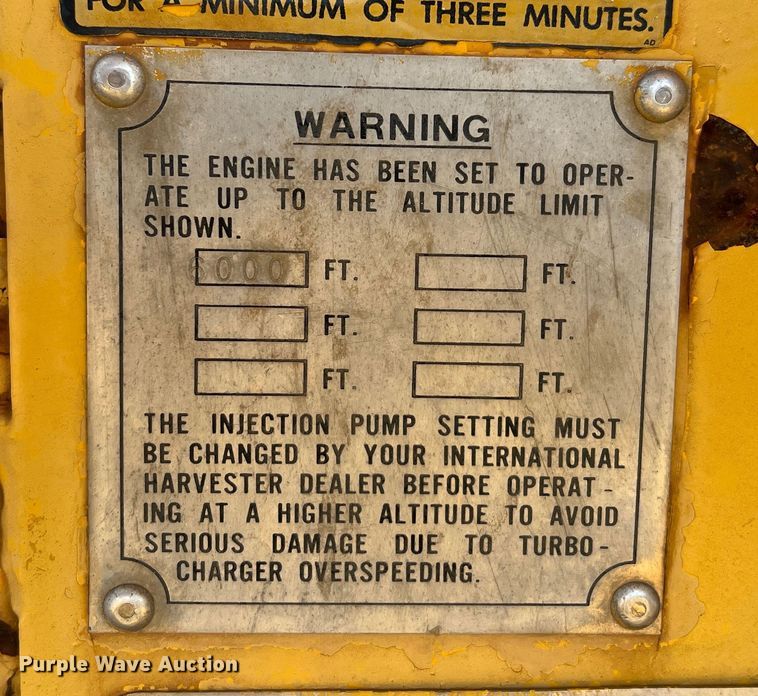 FOR A MINIMUM OF THREE MINUTES.
AD
WARNING
THE ENGINE HAS BEEN SET TO OPER-
ATE UP TO THE ALTITUDE LIMIT
SHOWN.
6000 FT. FT.
FT. FT.
FT. FT.
THE INJECTION PUMP SETTING MUST
BE CHANGED BY YOUR INTERNATIONAL
HARVESTER DEALER BEFORE OPERAT-
ING AT A HIGHER ALTITUDE TO AVOID
SERIOUS DAMAGE DUE TO TURBO-
CHARGER OVERSPEEDING.
Purple Wave Auction